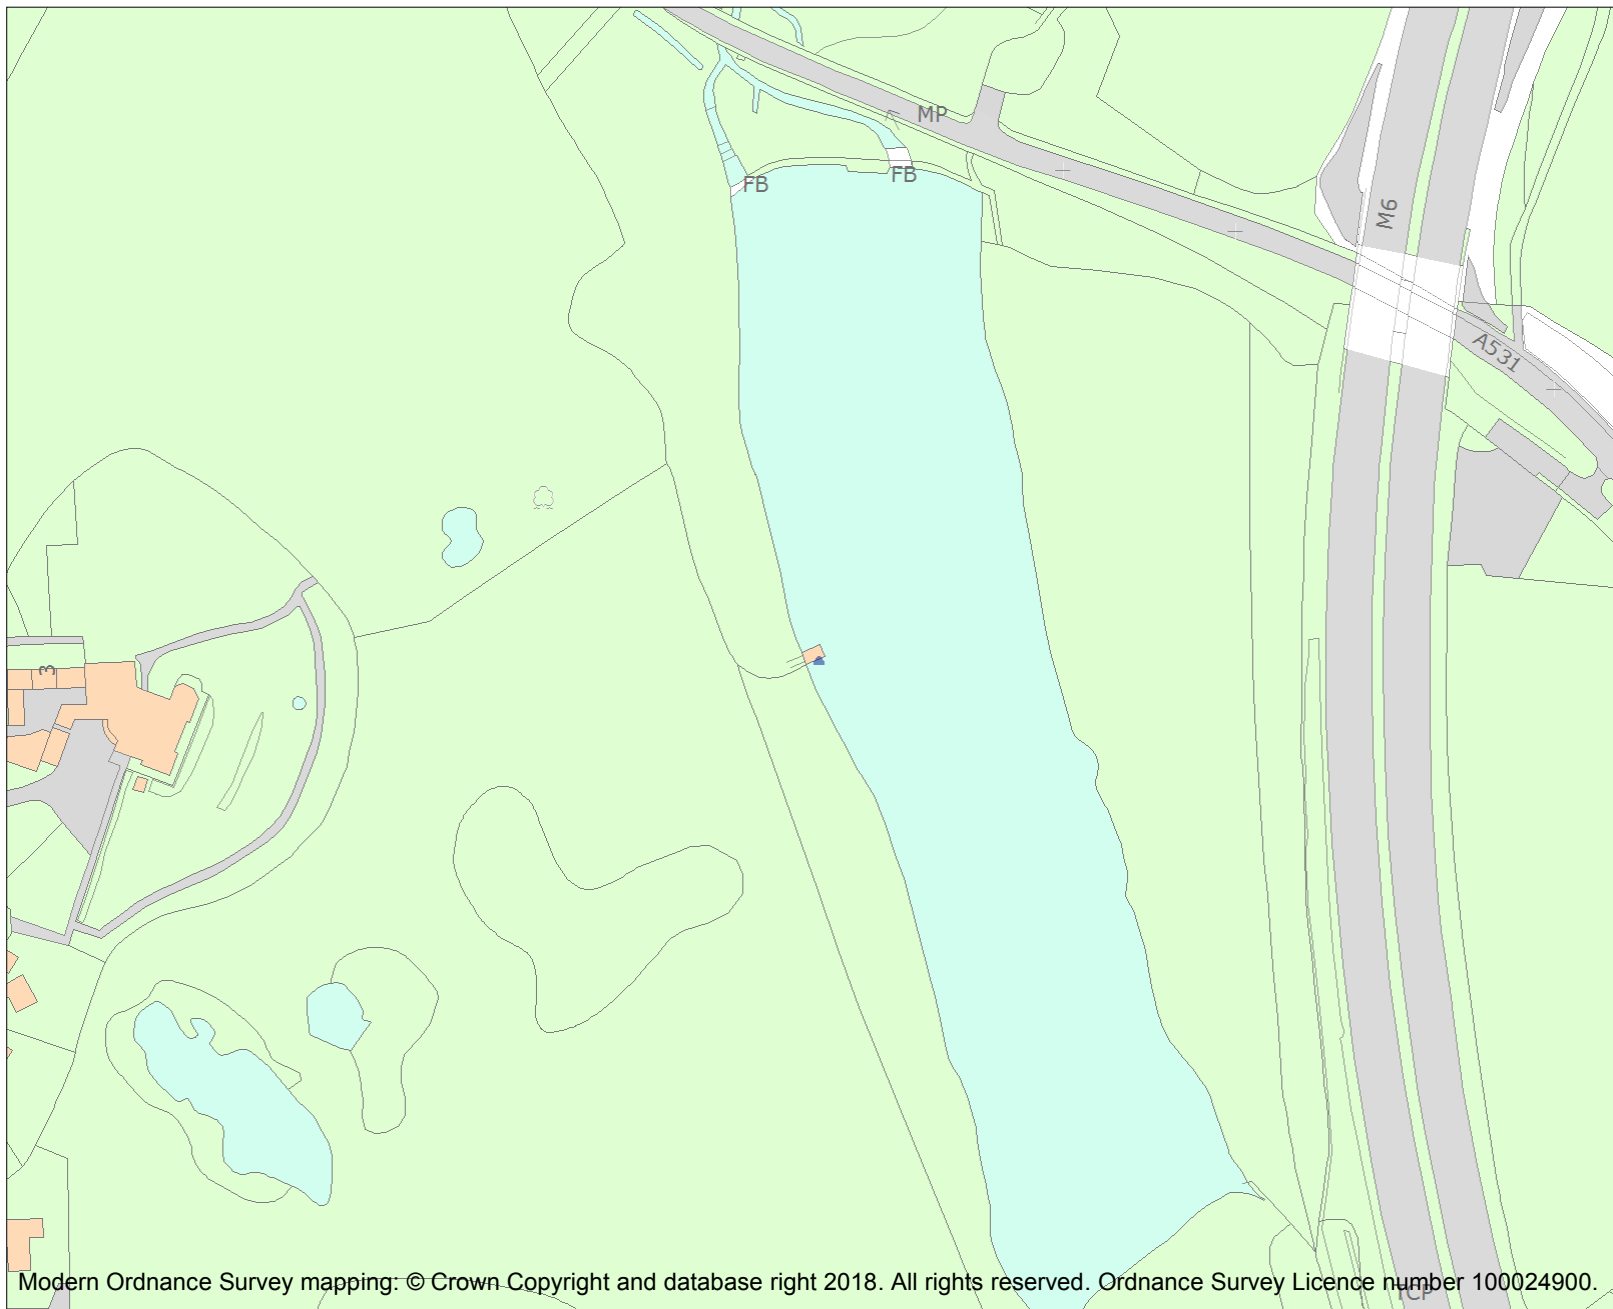 MP
FB
FB
M6
A531
3
TCP
Modern Ordnance Survey mapping: © Crown Copyright and database right 2018. All rights reserved. Ordnance Survey Licence number 100024900.